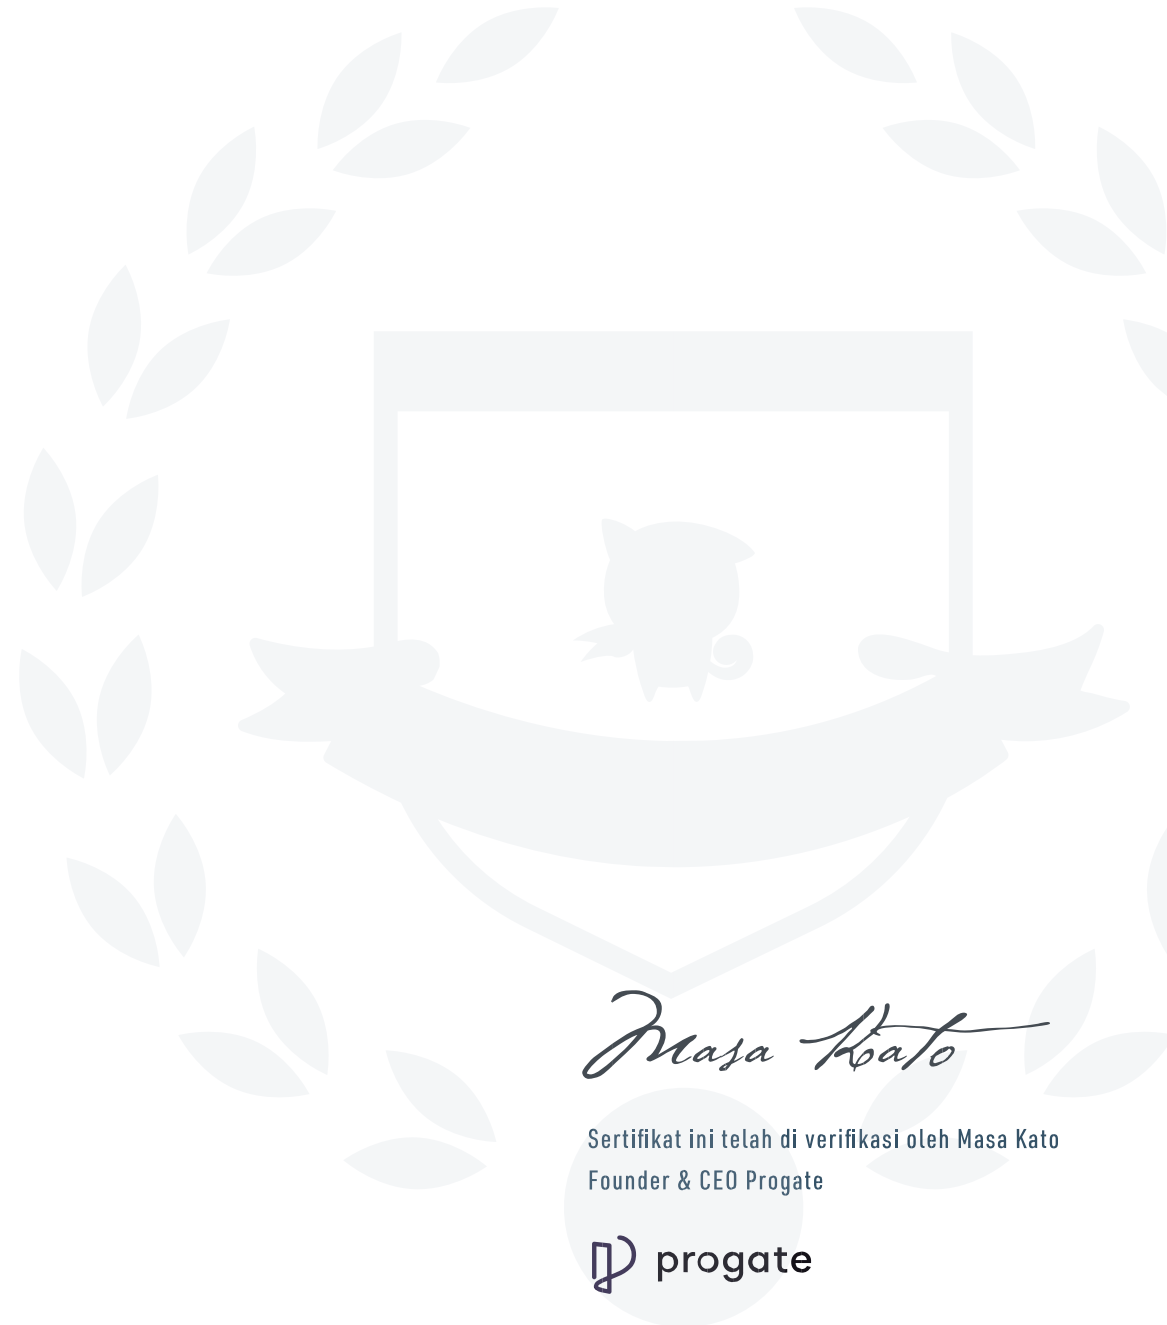 Masa Kato
Sertifikat ini telah di verifikasi oleh Masa Kato
Founder & CEO Progate
progate